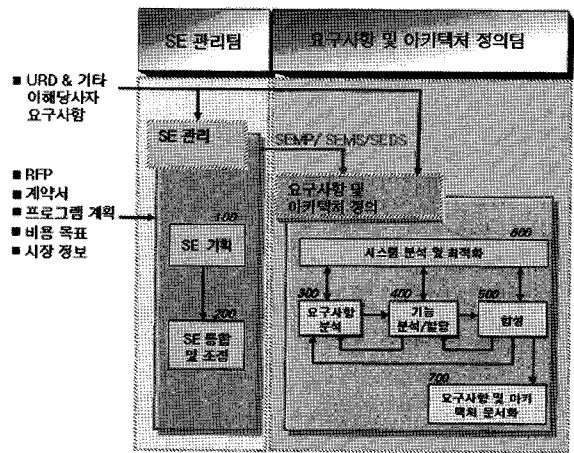 SE 관리팀
요구사항 및 아키텍처 정의팀
■ URD & 기타
이해당사자
요구사항
SE 관리
SEMP/ SEMS/SEDS
■ RFP
■ 계약서
■ 프로그램 계획
■ 비용 목표
■ 시장 정보
요구사항 및
아키텍처 정의
100
SE 기획
600
시스템 분석 및 최적화
300
요구사항
분석
400
기능
분석/할당
500
합성
200
SE 통합
및 조정
700
요구사항 및 아키
텍처 문서화